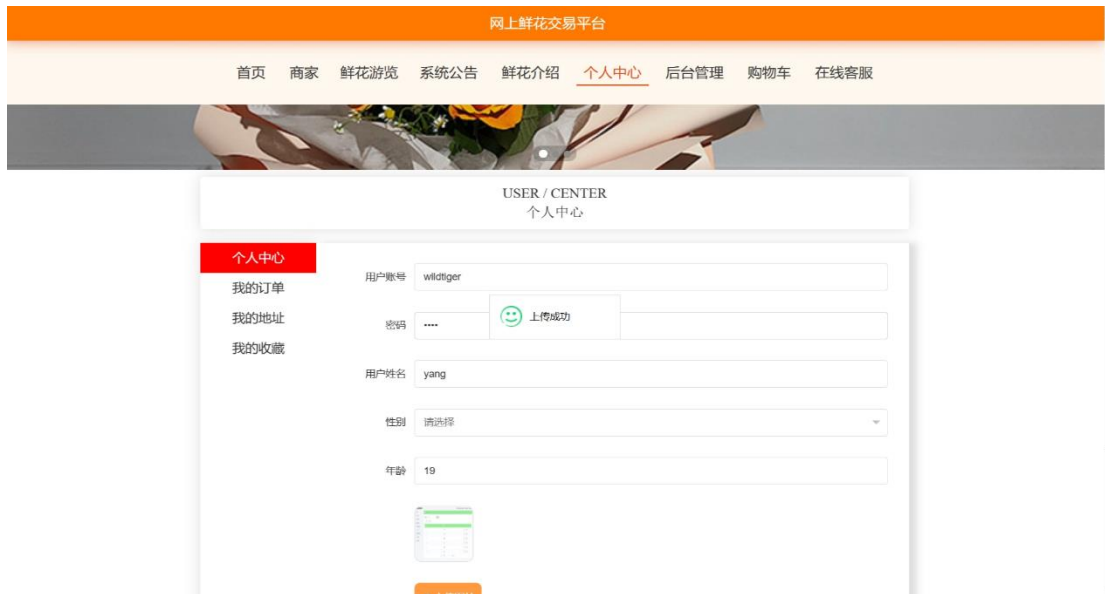 网上鲜花交易平台
首页 商家 鲜花游览 系统公告 鲜花介绍 个人中心 后台管理 购物车 在线客服
USER / CENTER
个人中心
个人中心
我的订单
我的地址
我的收藏
用户账号 wildtiger
上传成功
密码 ••••
用户姓名 yang
性别 请选择
年龄 19